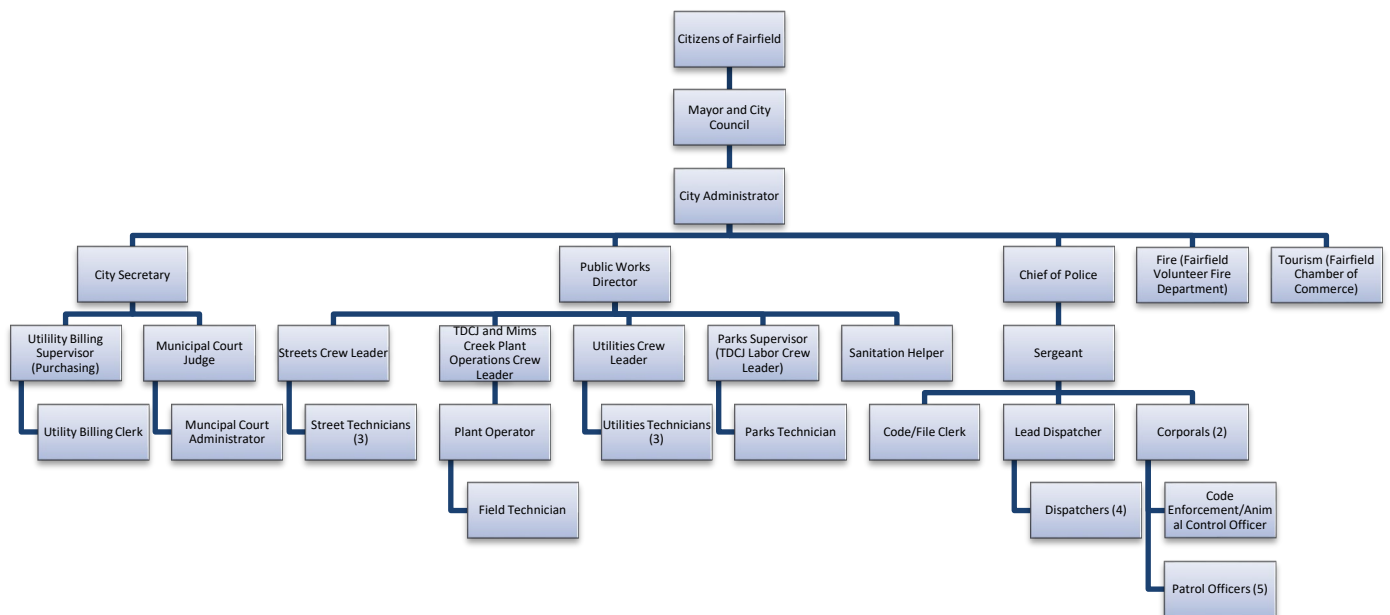 Citizens of Fairfield
Mayor and City
Council
City Administrator
City Secretary
Public Works
Director
Chief of Police
Fire (Fairfield
Volunteer Fire
Department)
Tourism (Fairfield
Chamber of
Commerce)
Utilility Billing
Supervisor
(Purchasing)
Municipal Court
Judge
Streets Crew Leader
TDCJ and Mims
Creek Plant
Operations Crew
Leader
Utilities Crew
Leader
Parks Supervisor
(TDCJ Labor Crew
Leader)
Sanitation Helper
Sergeant
Utility Billing Clerk
Muncipal Court
Administrator
Street Technicians
(3)
Plant Operator
Utilities Technicians
(3)
Parks Technician
Code/File Clerk
Lead Dispatcher
Corporals (2)
Field Technician
Dispatchers (4)
Code
Enforcement/Anim
al Control Officer
Patrol Officers (5)